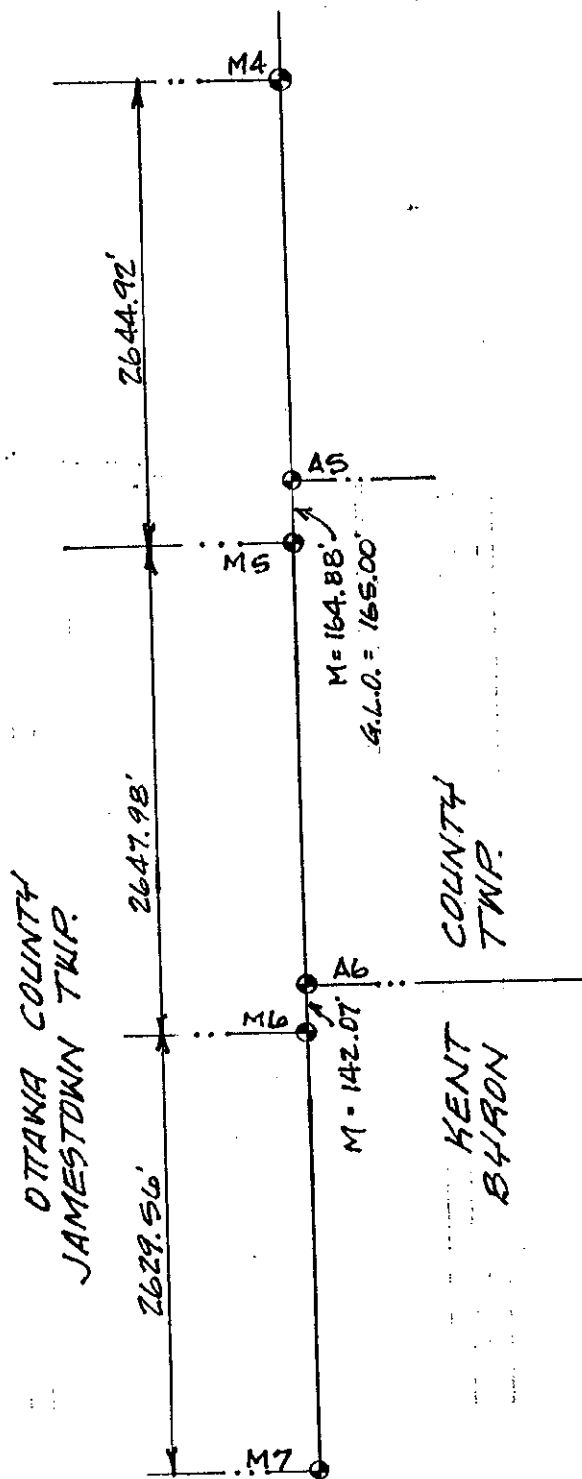 M4
2644.92'
A5
M5
M = 164.88'
G.L.O. = 165.00'
2647.98'
OTTAWA COUNTY
JAMESTOWN TWP.
COUNTY
TWP.
A6
M6
M = 142.07'
KENT
BYRON
2629.56'
M7